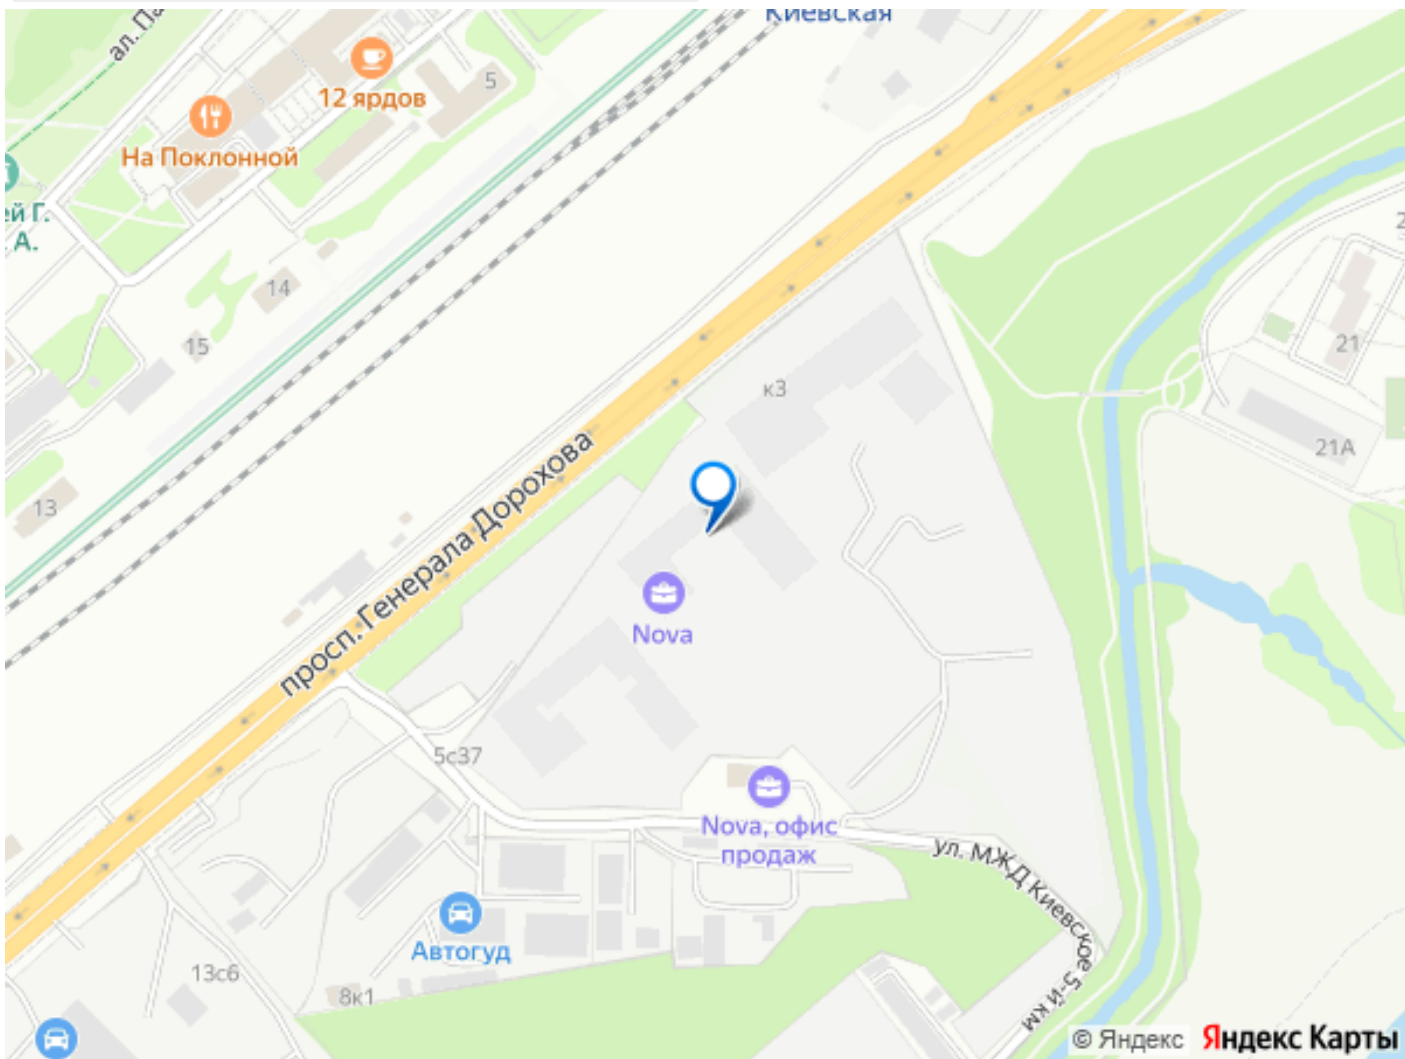 Киевская
ал. Па
5
12 ярдов
На Поклонной
ей Г.
А.
14
15
к3
21
21А
13
просп. Генерала Дорохова
Nova
5с37
Nova, офис
продаж
ул. МЖД Киевское 5-й км
Автогуд
13с6
8к1
© Яндекс Яндекс Карты